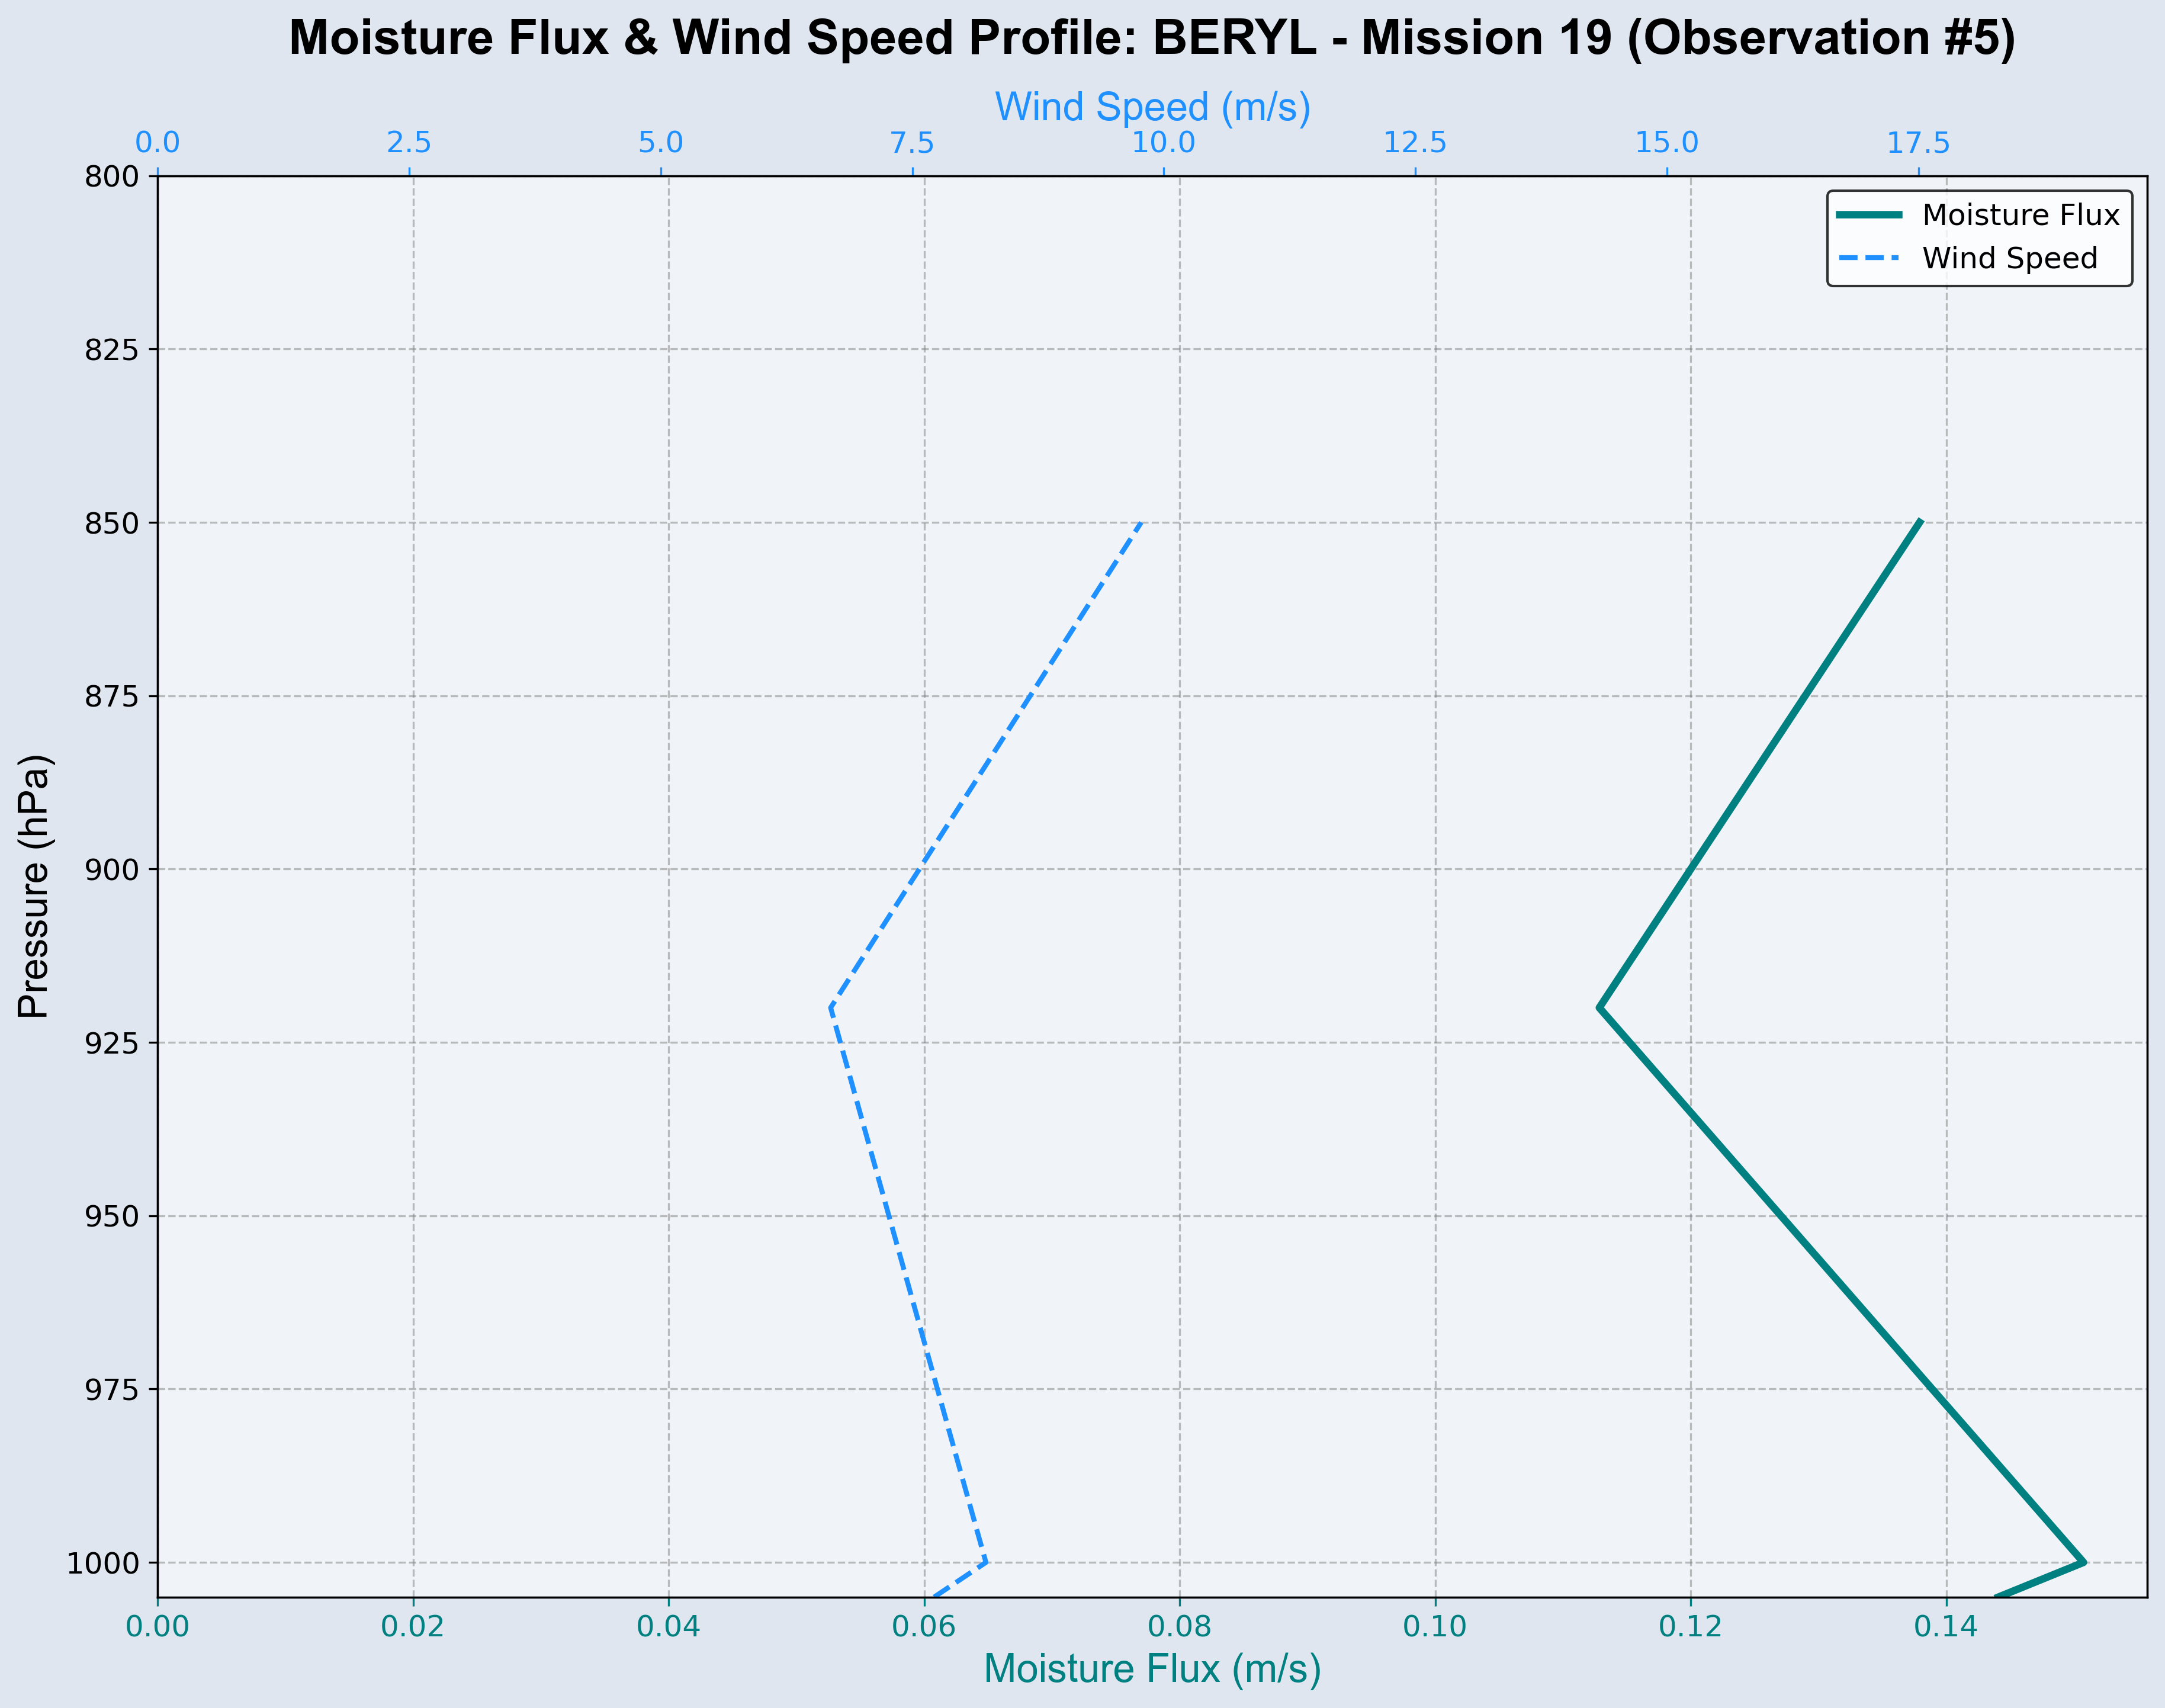 Moisture Flux & Wind Speed Profile: BERYL - Mission 19 (Observation #5)
Wind Speed (m/s)
0.0 2.5 5.0 7.5 10.0 12.5 15.0 17.5
Moisture Flux
Wind Speed
800
825
850
875
900
925
950
975
1000
Pressure (hPa)
0.00 0.02 0.04 0.06 0.08 0.10 0.12 0.14
Moisture Flux (m/s)